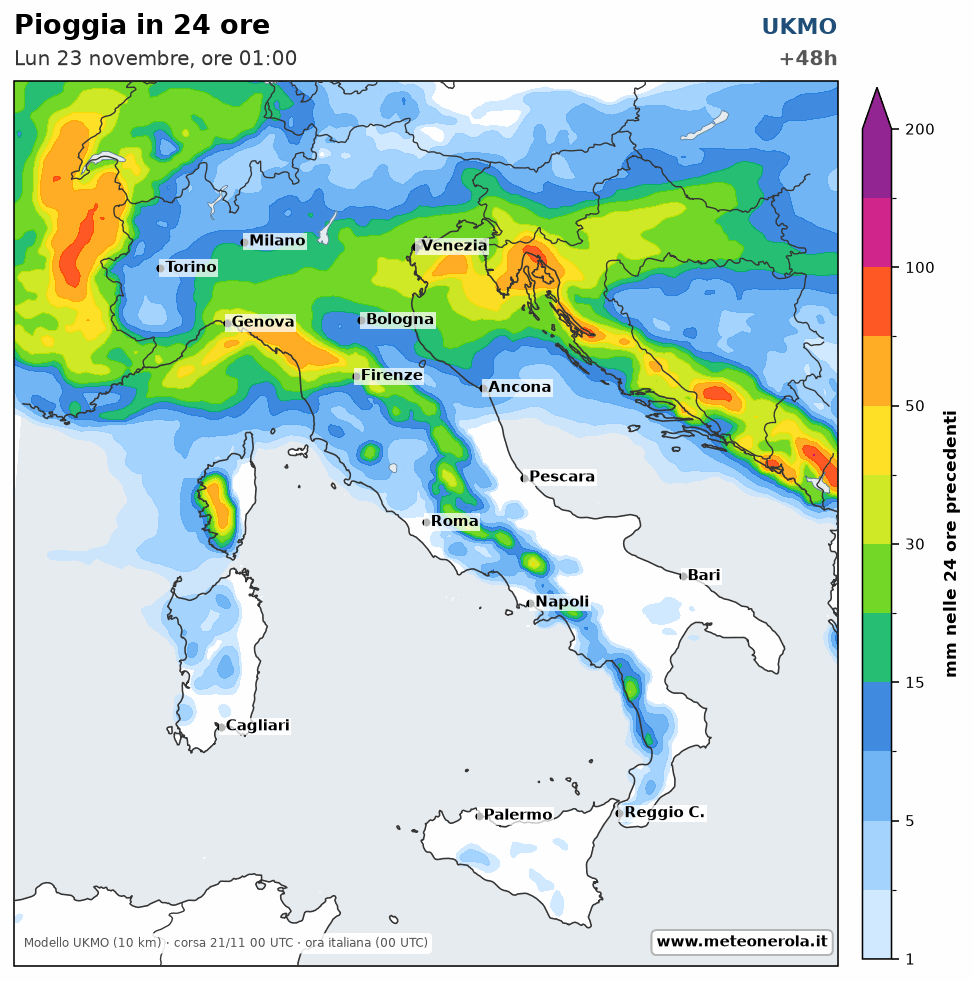 Pioggia in 24 ore
UKMO
Lun 23 novembre, ore 01:00
+48h
200
100
50
30
15
5
1
mm nelle 24 ore precedenti
Milano
Venezia
Torino
Genova
Bologna
Firenze
Ancona
Pescara
Roma
Bari
Napoli
Cagliari
Palermo
Reggio C.
Modello UKMO (10 km) · corsa 21/11 00 UTC · ora italiana (00 UTC)
www.meteonerola.it